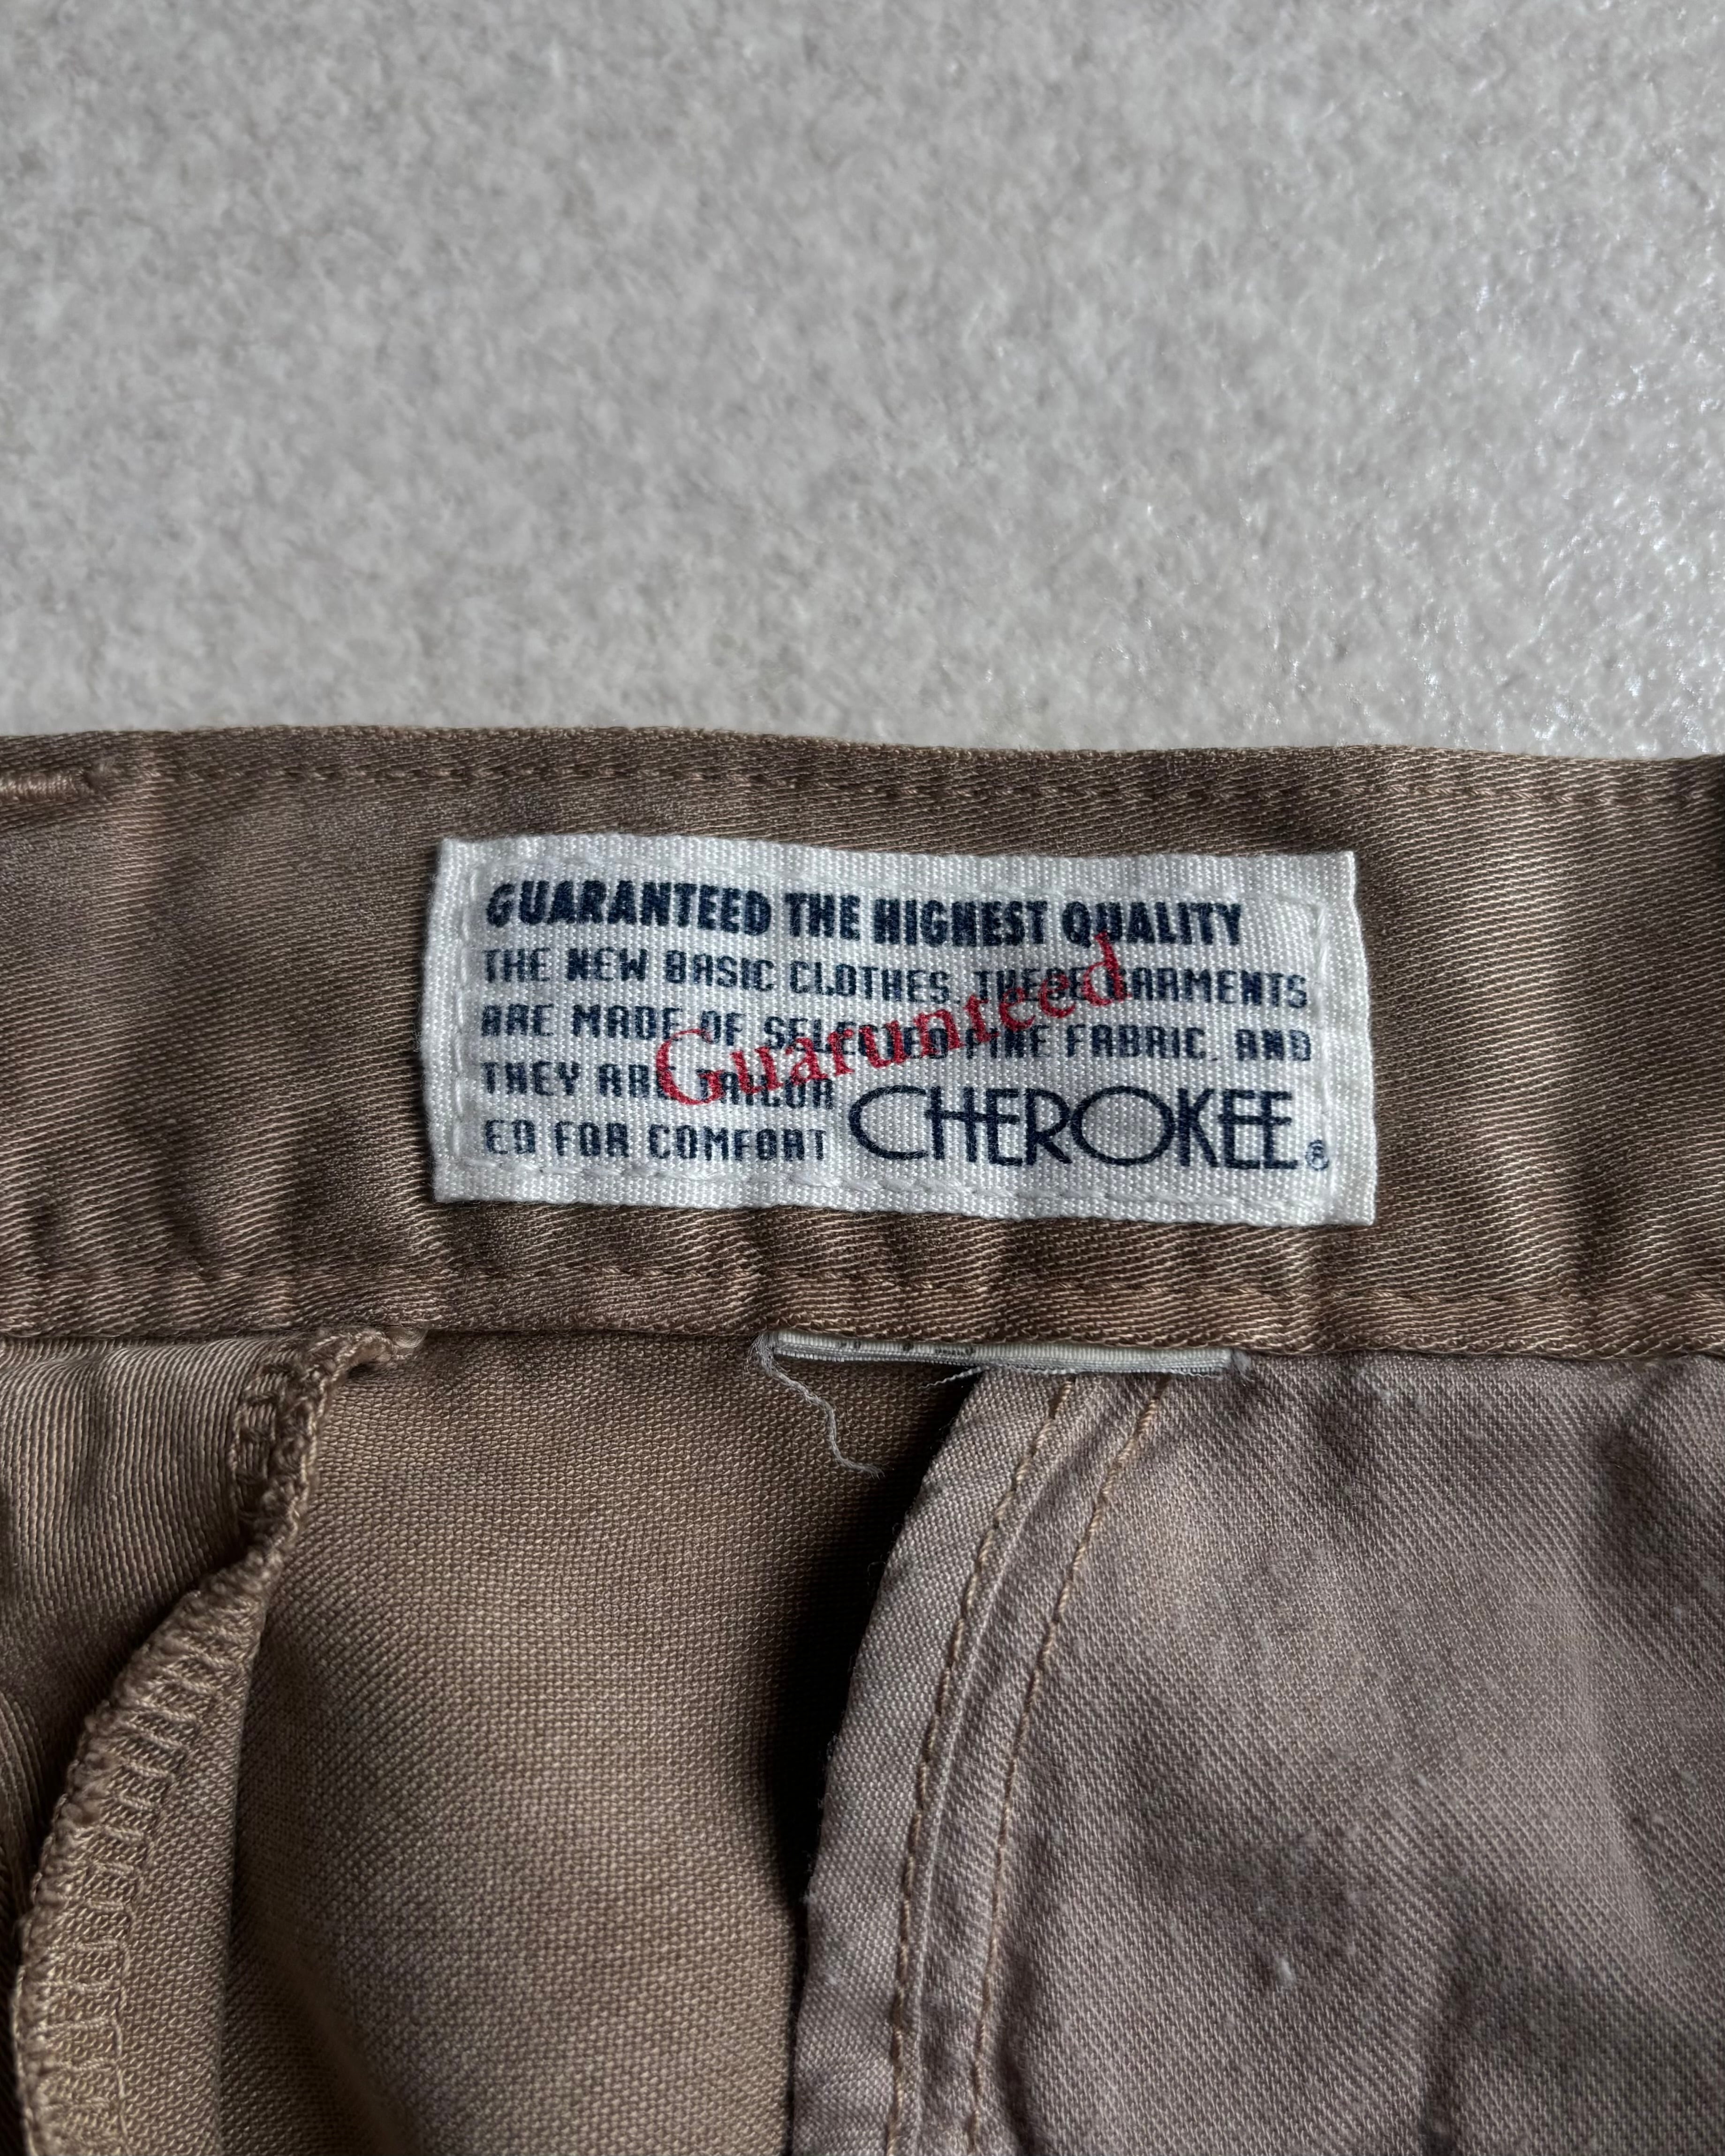 GUARANTEED THE HIGHEST QUALITY
THE NEW BASIC CLOTHES. THESE GARMENTS
ARE MADE OF SELECTED FINE FABRIC. AND
THEY ARE TAILOR
ED FOR COMFORT
Guarunteed
CHEROKEE®